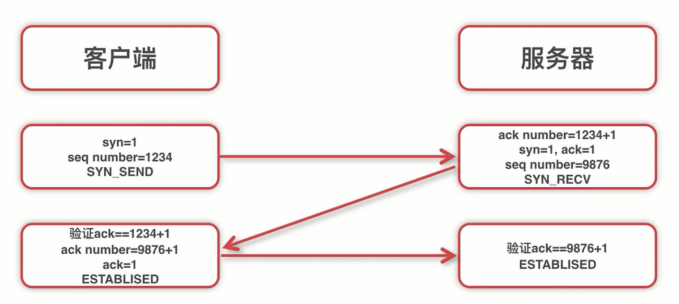 客户端
服务器
syn=1
seq number=1234
SYN_SEND
ack number=1234+1
syn=1, ack=1
seq number=9876
SYN_RECV
验证ack==1234+1
ack number=9876+1
ack=1
ESTABLISED
验证ack==9876+1
ESTABLISED